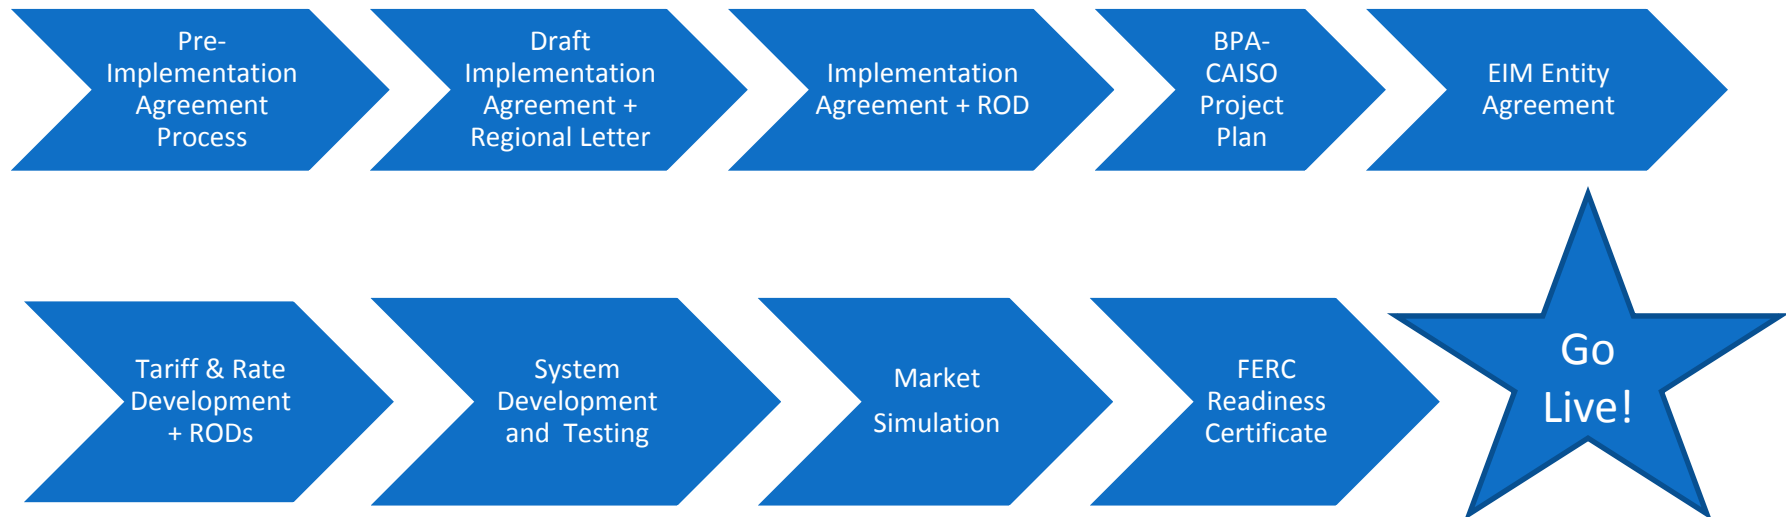 Pre-
Implementation
Agreement
Process
Draft
Implementation
Agreement +
Regional Letter
Implementation
Agreement + ROD
BPA-
CAISO
Project
Plan
EIM Entity
Agreement
Tariff & Rate
Development
+ RODs
System
Development
and Testing
Market
Simulation
FERC
Readiness
Certificate
Go
Live!